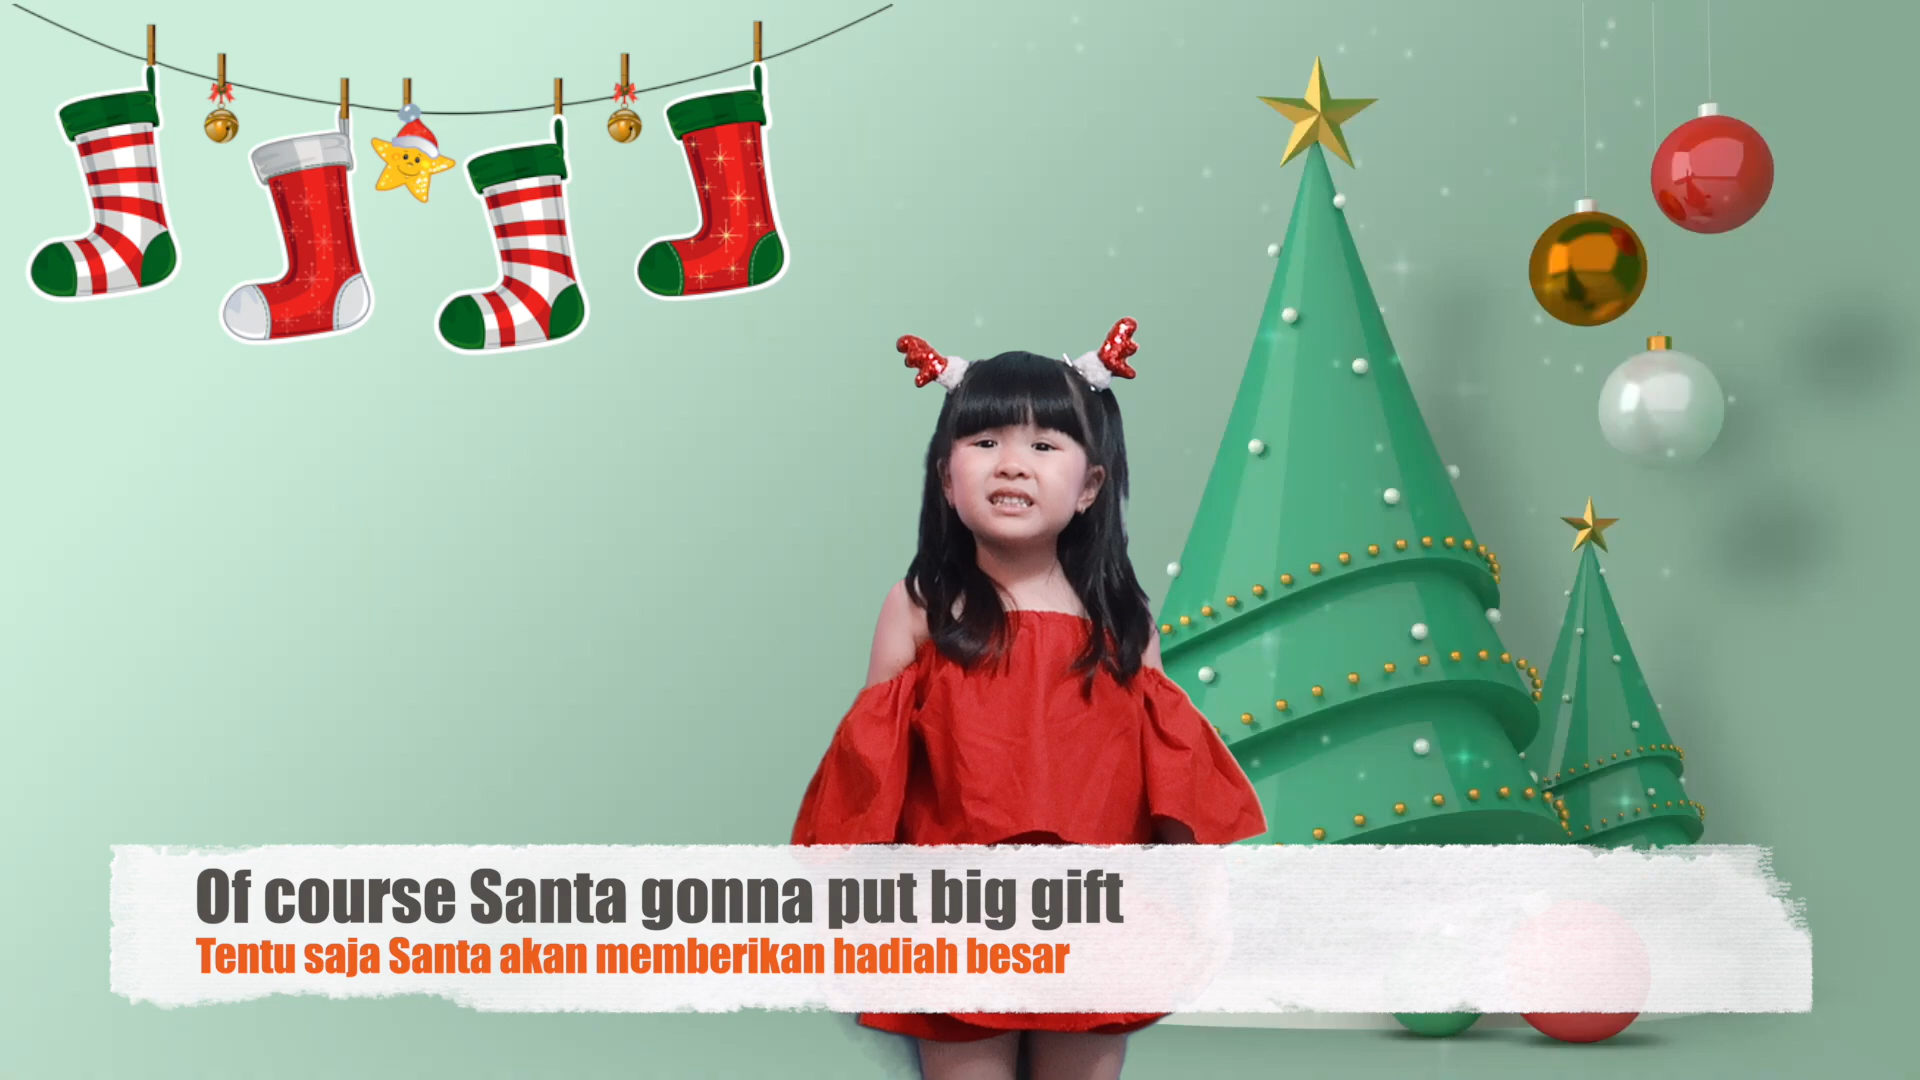 Of course Santa gonna put big gift
Tentu saja Santa akan memberikan hadiah besar